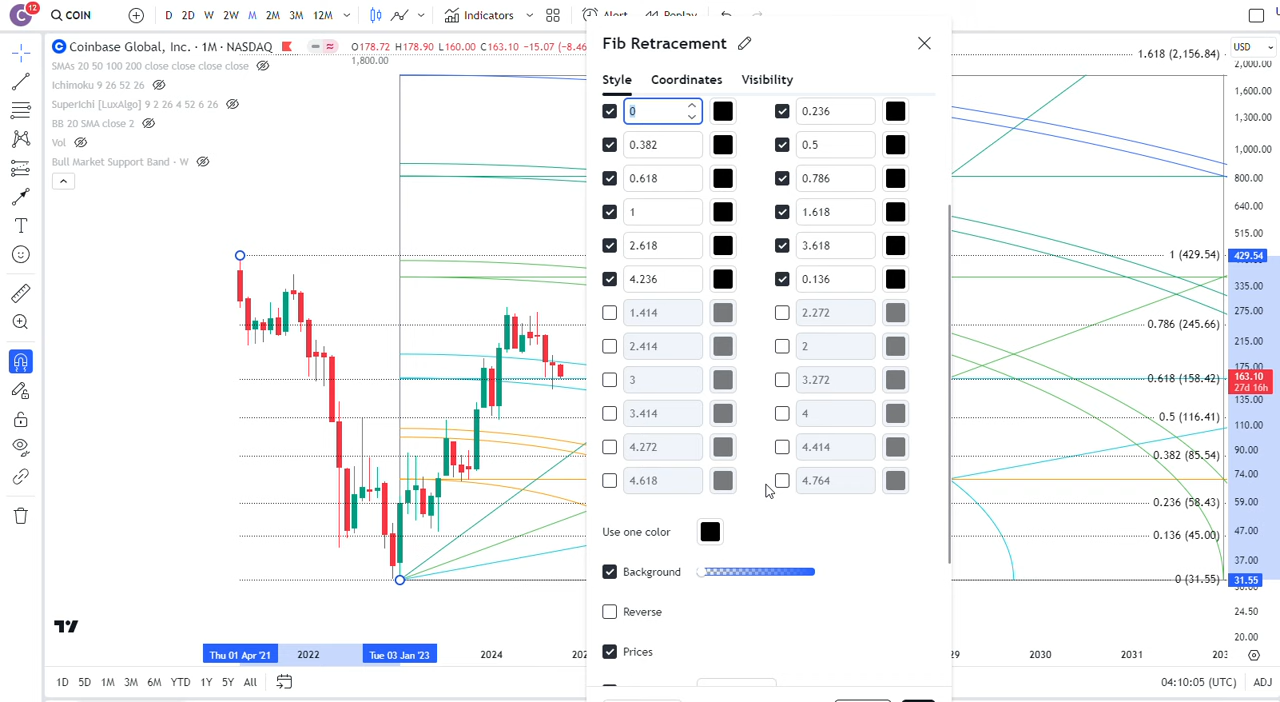 C 12 COIN D 2D W 2W M 2M 3M 12M Indicators Alert Replay
Coinbase Global, Inc. · 1M · NASDAQ O178.72 H178.90 L160.00 C163.10 -15.07 (-8.46
1,800.00
SMAs 20 50 100 200 close close close close
Ichimoku 9 26 52 26
SuperIchi [LuxAlgo] 9 2 26 4 52 6 26
BB 20 SMA close 2
Vol
Bull Market Support Band · W
Fib Retracement
Style Coordinates Visibility
0 0.236
0.382 0.5
0.618 0.786
1 1.618
2.618 3.618
4.236 0.136
1.414 2.272
2.414 2
3 3.272
3.414 4
4.272 4.414
4.618 4.764
Use one color
Background
Reverse
Prices
USD
1.618 (2,156.84)
1 (429.54)
0.786 (245.66)
0.618 (158.42)
0.5 (116.41)
0.382 (85.54)
0.236 (58.43)
0.136 (45.00)
0 (31.55)
2,000.00
1,600.00
1,300.00
1,000.00
800.00
640.00
515.00
429.54
345.00
275.00
215.00
175.00
163.10
27d 16h
135.00
110.00
90.00
74.00
59.00
47.00
37.00
31.55
24.50
20.00
Thu 01 Apr '21 2022 Tue 03 Jan '23 2024 2030 2031
1D 5D 1M 3M 6M YTD 1Y 5Y All 04:10:05 (UTC) ADJ